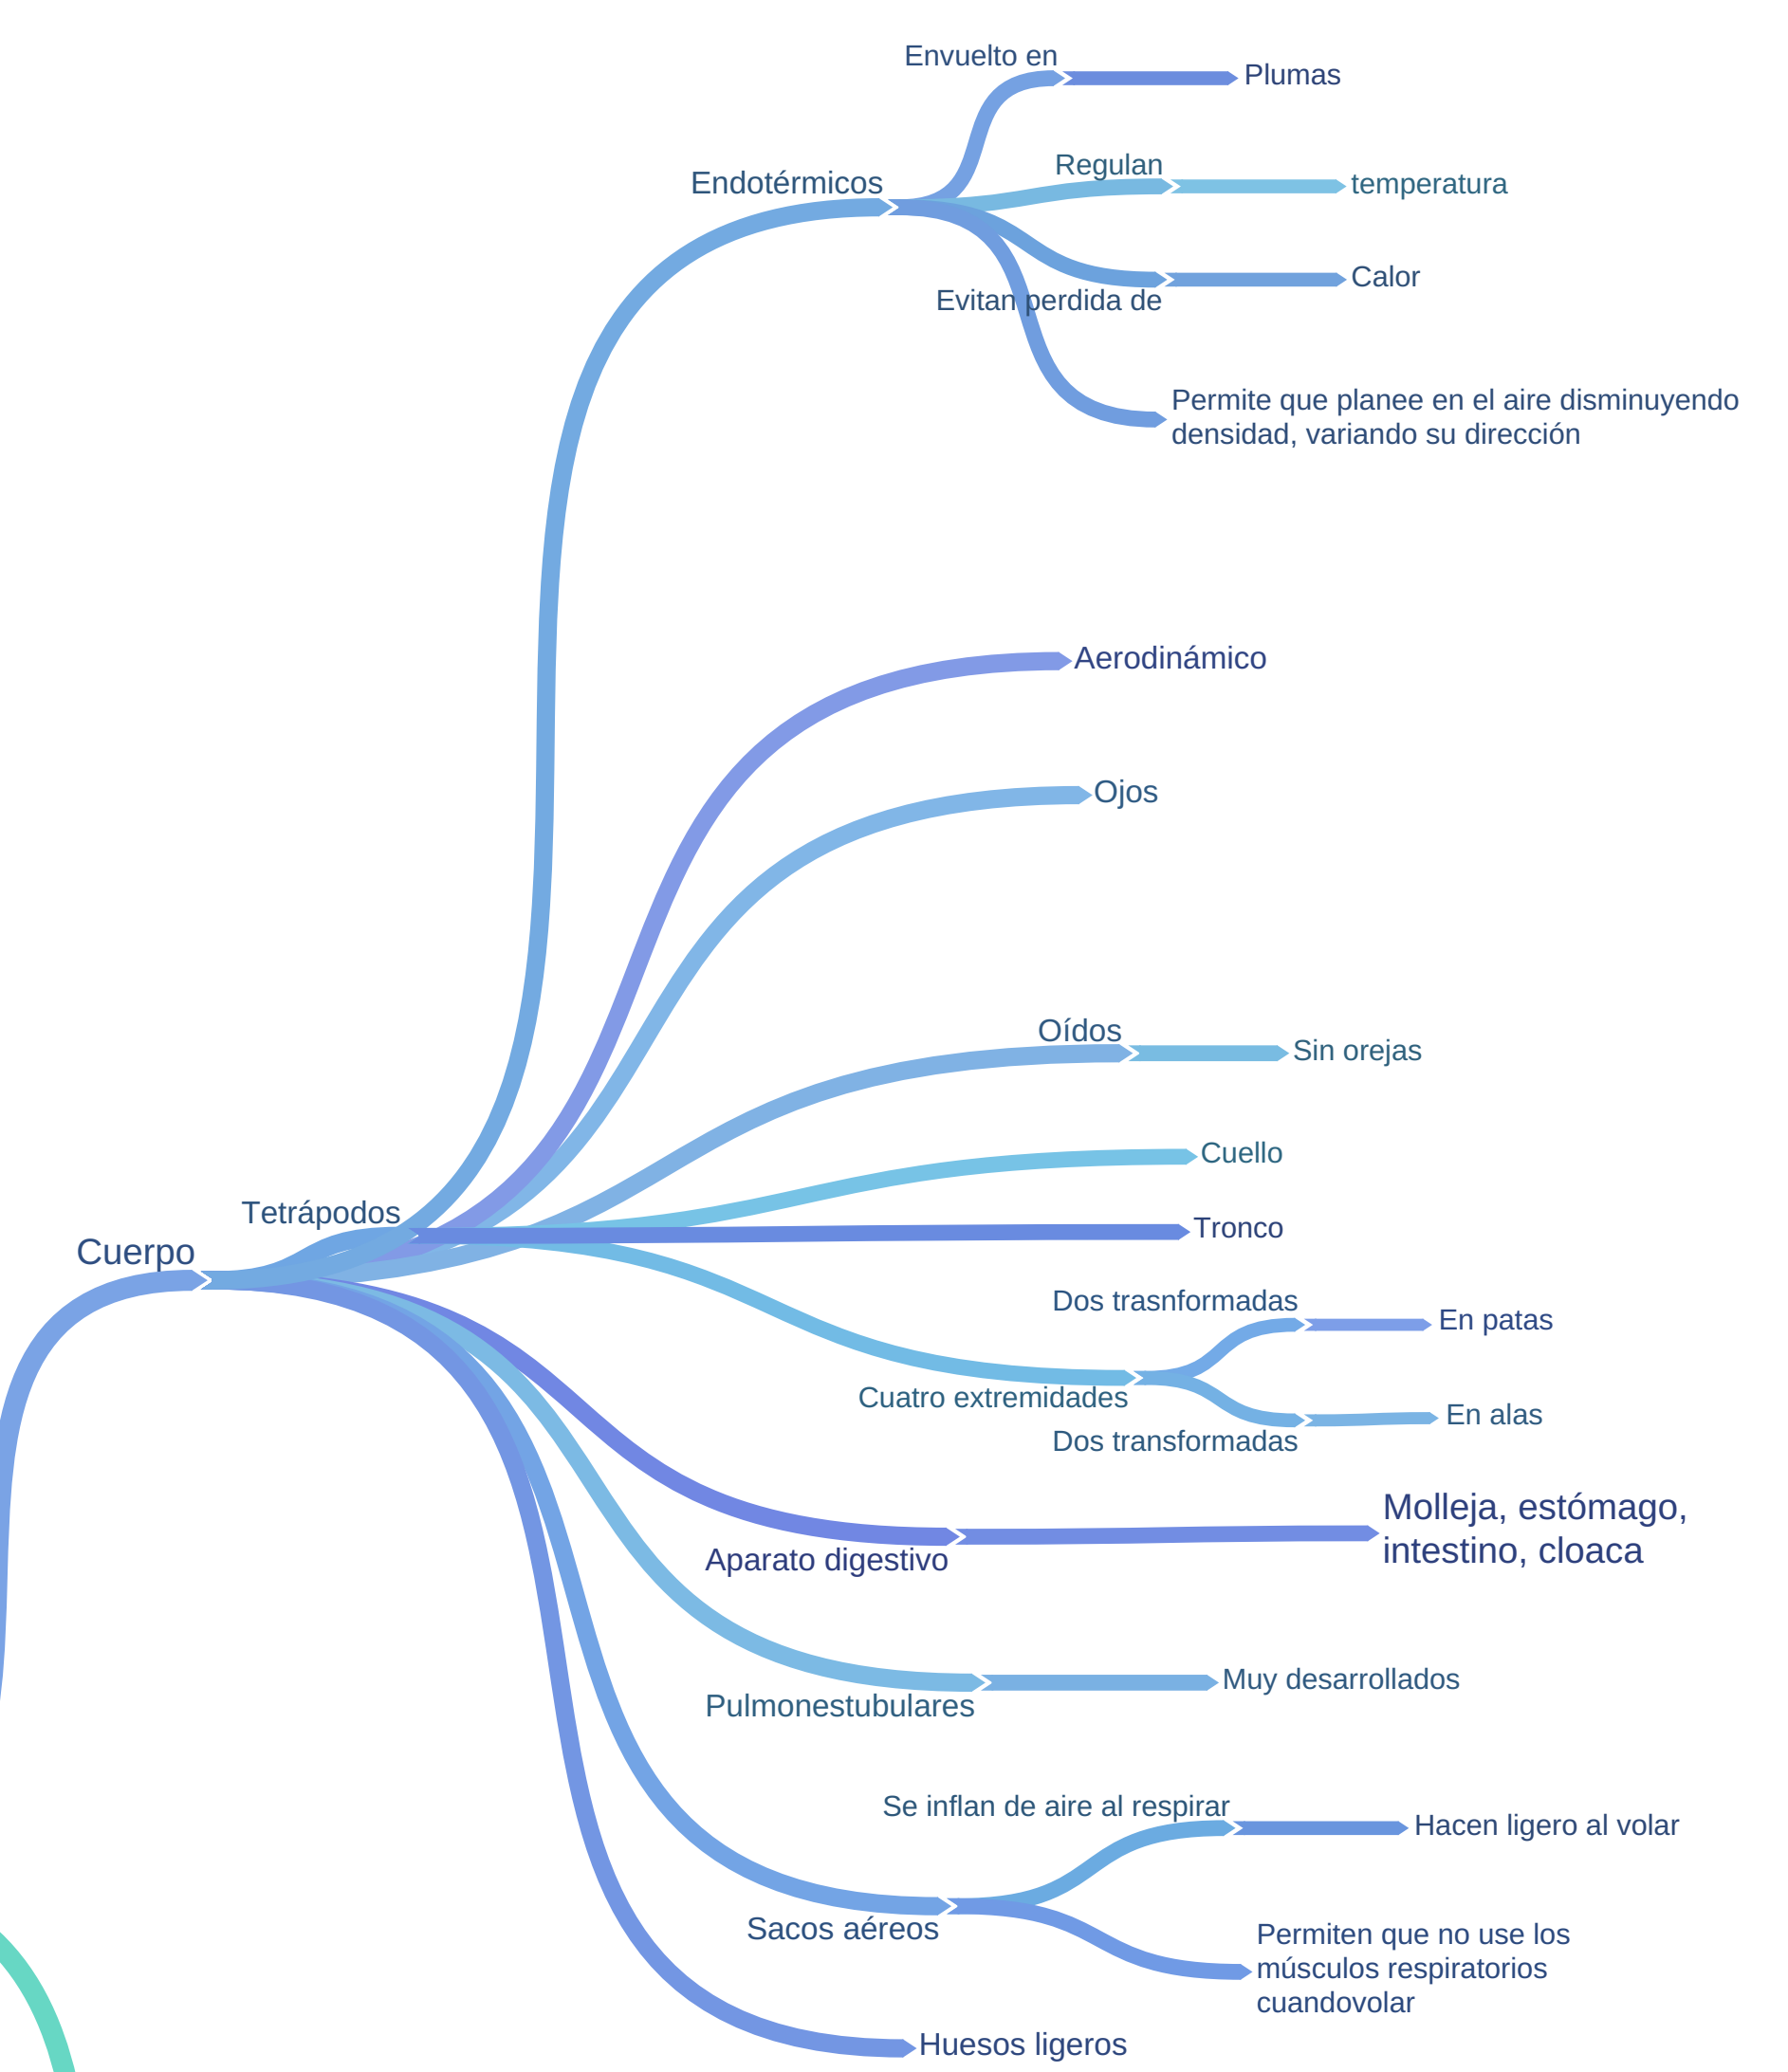 Envuelto en
Plumas
Regulan
temperatura
Endotérmicos
Calor
Evitan perdida de
Permite que planee en el aire disminuyendo
densidad, variando su dirección
Aerodinámico
Ojos
Oídos
Sin orejas
Cuello
Tetrápodos
Tronco
Cuerpo
Dos trasnformadas
En patas
Cuatro extremidades
En alas
Dos transformadas
Molleja, estómago,
intestino, cloaca
Aparato digestivo
Muy desarrollados
Pulmonestubulares
Se inflan de aire al respirar
Hacen ligero al volar
Sacos aéreos
Permiten que no use los
músculos respiratorios
cuandovolar
Huesos ligeros